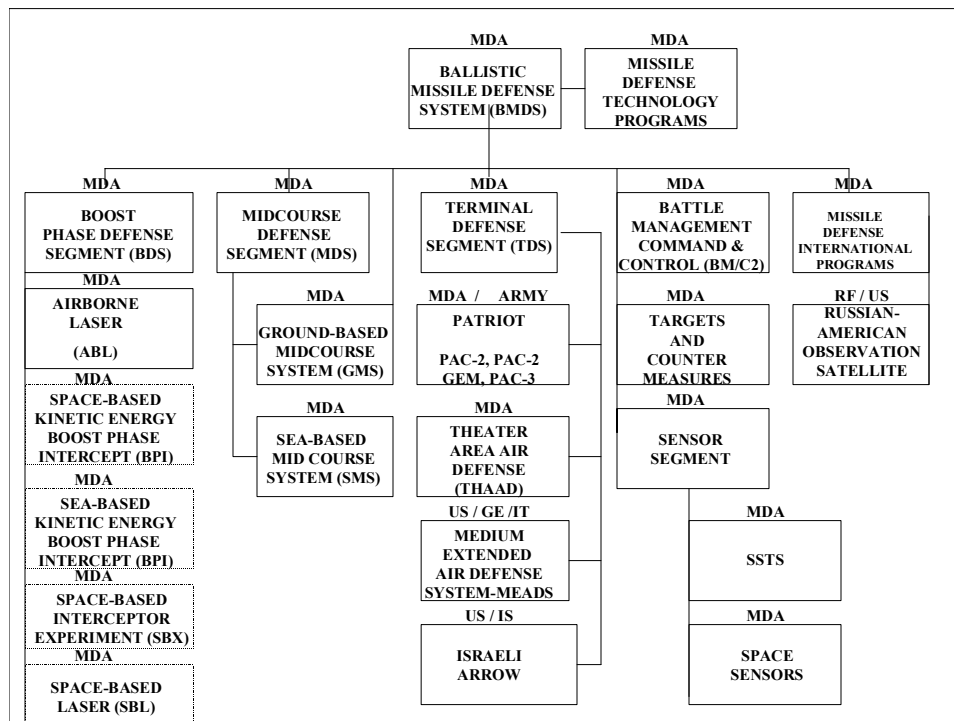 MDA
BALLISTIC
MISSILE DEFENSE
SYSTEM (BMDS)
MDA
MISSILE
DEFENSE
TECHNOLOGY
PROGRAMS
MDA
BOOST
PHASE DEFENSE
SEGMENT (BDS)
MDA
AIRBORNE
LASER
(ABL)
MDA
SPACE-BASED
KINETIC ENERGY
BOOST PHASE
INTERCEPT (BPI)
MDA
SEA-BASED
KINETIC ENERGY
BOOST PHASE
INTERCEPT (BPI)
MDA
SPACE-BASED
INTERCEPTOR
EXPERIMENT (SBX)
MDA
SPACE-BASED
LASER (SBL)
MDA
MIDCOURSE
DEFENSE
SEGMENT (MDS)
MDA
GROUND-BASED
MIDCOURSE
SYSTEM (GMS)
MDA
SEA-BASED
MID COURSE
SYSTEM (SMS)
MDA
TERMINAL
DEFENSE
SEGMENT (TDS)
MDA / ARMY
PATRIOT
PAC-2, PAC-2
GEM, PAC-3
MDA
THEATER
AREA AIR
DEFENSE
(THAAD)
US / GE /IT
MEDIUM
EXTENDED
AIR DEFENSE
SYSTEM-MEADS
US / IS
ISRAELI
ARROW
MDA
BATTLE
MANAGEMENT
COMMAND &
CONTROL (BM/C2)
MDA
TARGETS
AND
COUNTER
MEASURES
MDA
SENSOR
SEGMENT
MDA
SSTS
MDA
SPACE
SENSORS
MDA
MISSILE
DEFENSE
INTERNATIONAL
PROGRAMS
RF / US
RUSSIAN-
AMERICAN
OBSERVATION
SATELLITE